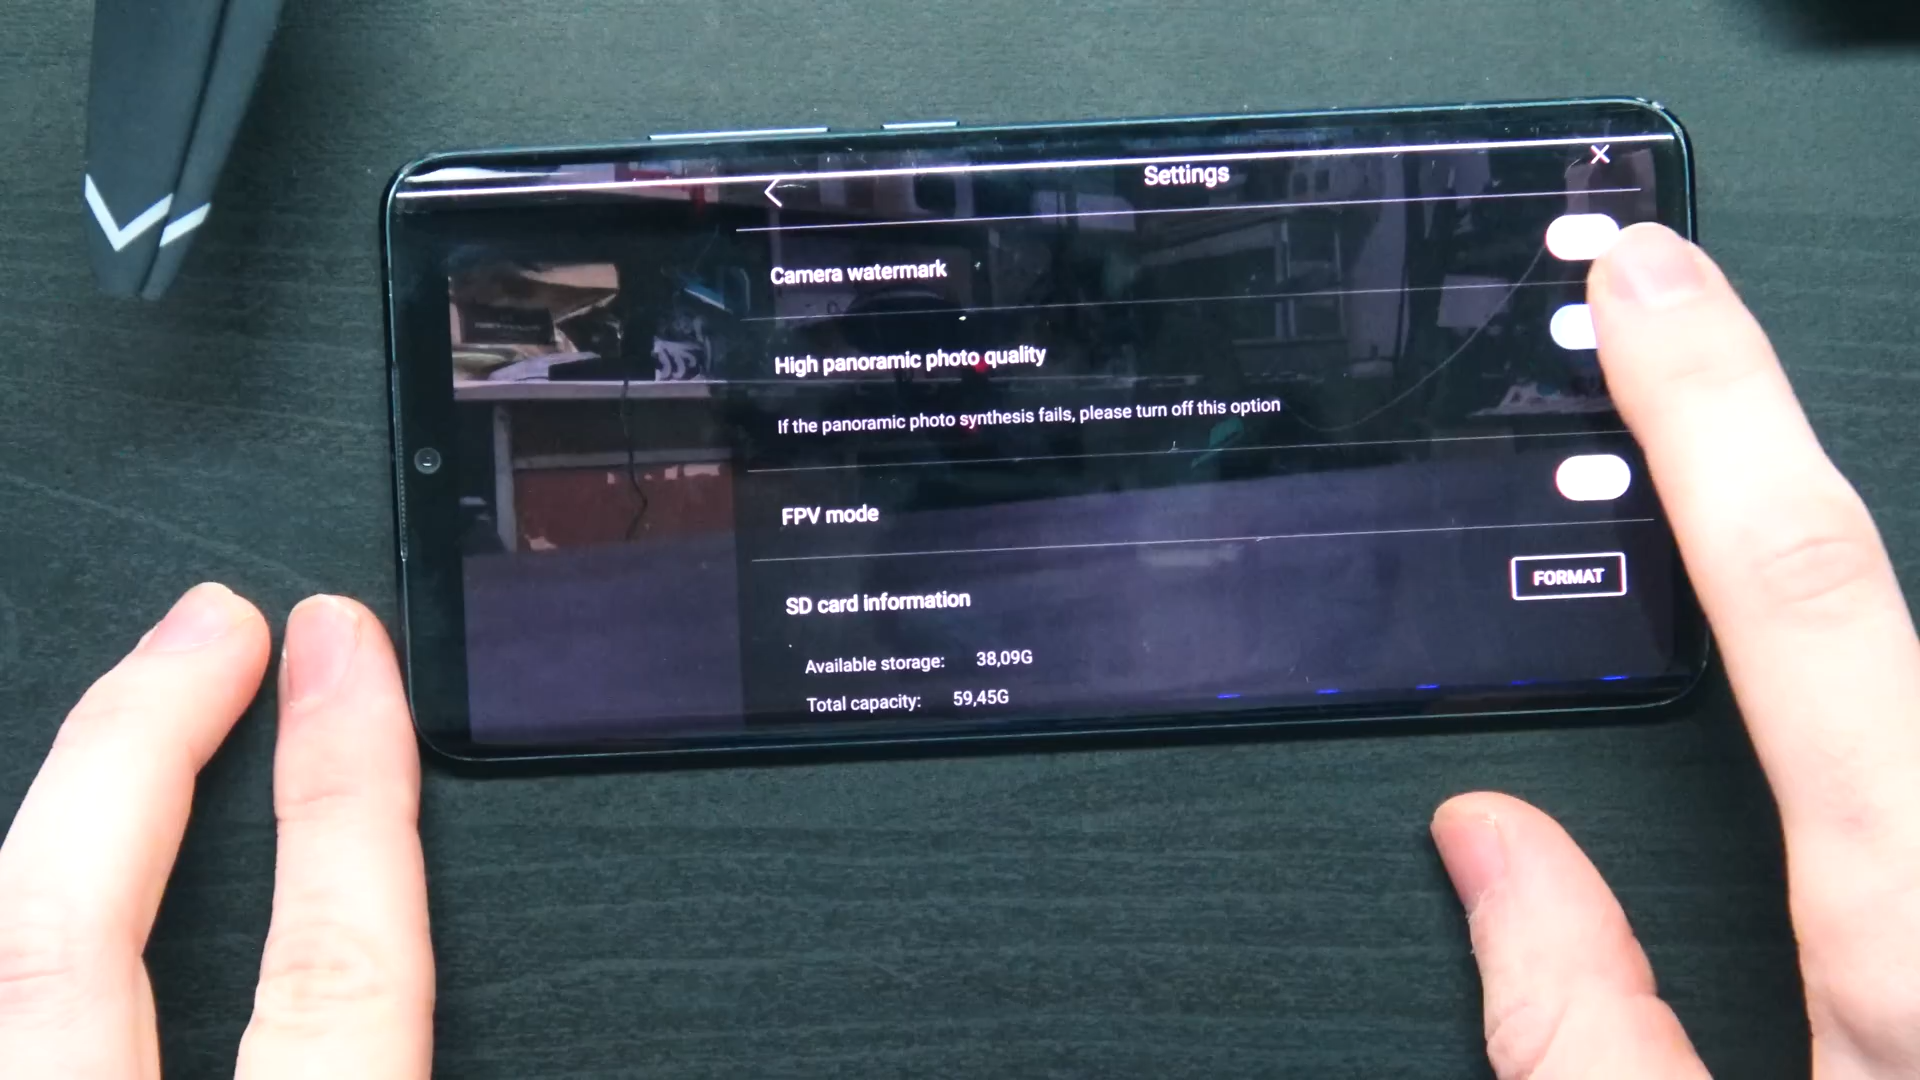 Settings
Camera watermark
High panoramic photo quality
If the panoramic photo synthesis fails, please turn off this option
FPV mode
SD card information
FORMAT
Available storage: 38,09G
Total capacity: 59,45G